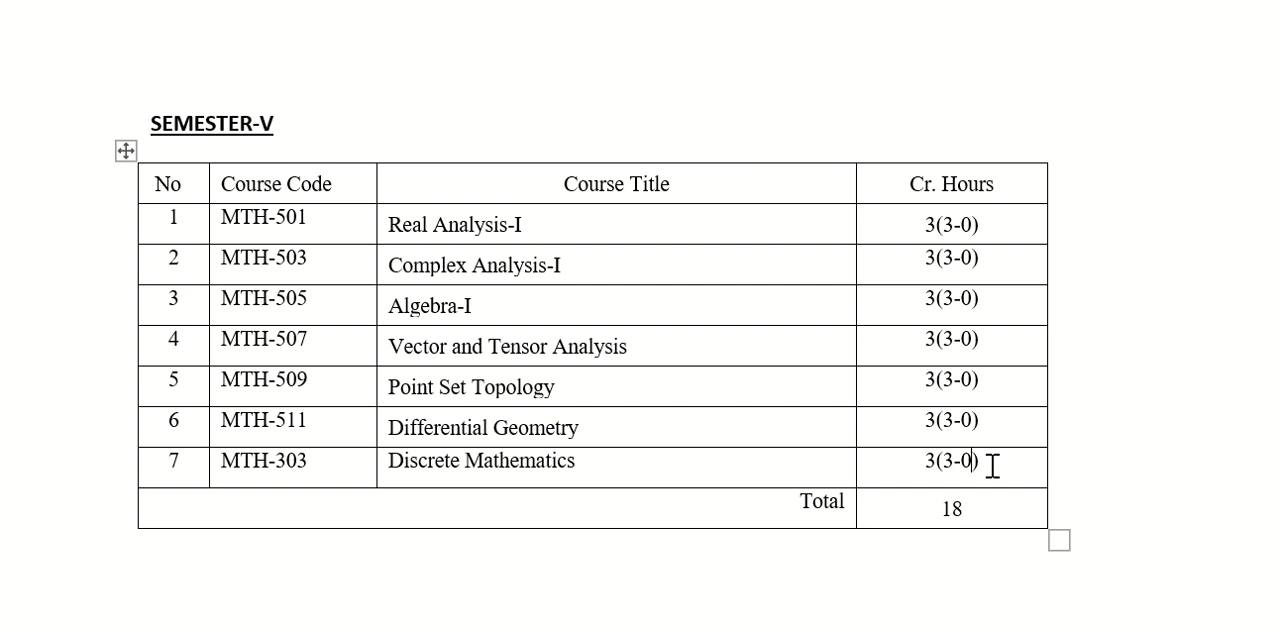 SEMESTER-V
No Course Code Course Title Cr. Hours
1 MTH-501 Real Analysis-I 3(3-0)
2 MTH-503 Complex Analysis-I 3(3-0)
3 MTH-505 Algebra-I 3(3-0)
4 MTH-507 Vector and Tensor Analysis 3(3-0)
5 MTH-509 Point Set Topology 3(3-0)
6 MTH-511 Differential Geometry 3(3-0)
7 MTH-303 Discrete Mathematics 3(3-0)
Total 18